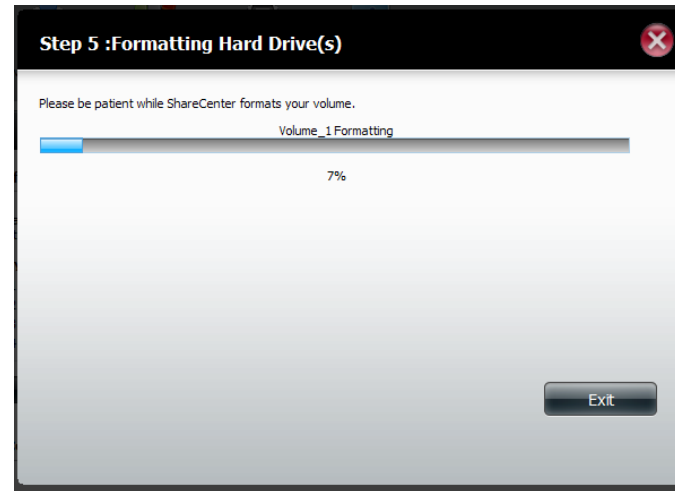 Step 5 :Formatting Hard Drive(s)
Please be patient while ShareCenter formats your volume.
Volume_1 Formatting
7%
Exit